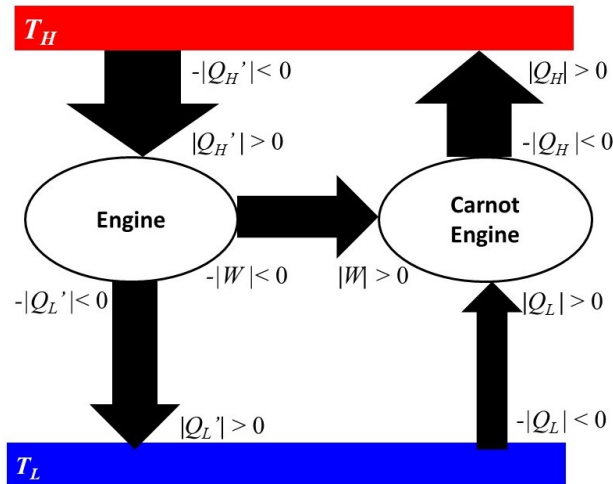 T_H
-|Q_H'|< 0
|Q_H| > 0
|Q_H'| > 0
-|Q_H|< 0
Engine
Carnot
Engine
-|W|< 0
|W| > 0
-|Q_L'|< 0
|Q_L| > 0
|Q_L'| > 0
-|Q_L| < 0
T_L